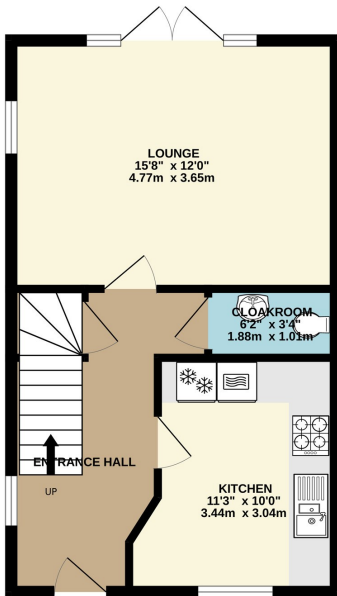 LOUNGE
15'8" x 12'0"
4.77m x 3.65m
CLOAKROOM
6'2" x 3'4"
1.88m x 1.01m
ENTRANCE HALL
UP
KITCHEN
11'3" x 10'0"
3.44m x 3.04m